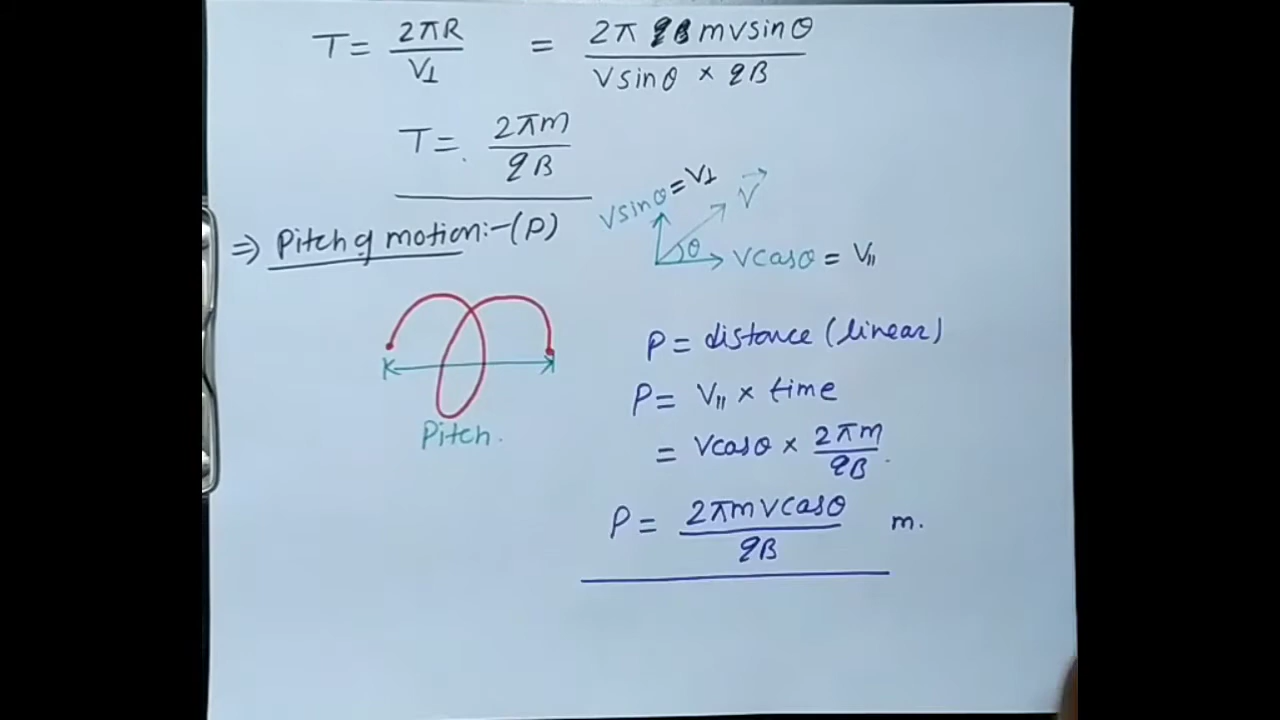 T = 2πR / V⊥ = 2π qB mvsinθ / vsinθ × qB
T = 2πm / qB
⇒ Pitch of motion:-(P)
vsinθ = V⊥
V⃗
θ
vcosθ = V||
Pitch.
P = distance (linear)
P = V|| × time
= vcosθ × 2πm / qB.
P = 2πmvcosθ / qB m.